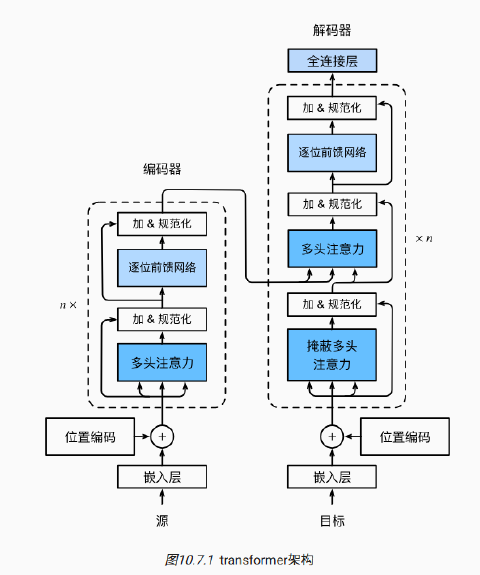 解码器
全连接层
加 & 规范化
逐位前馈网络
编码器
加 & 规范化
加 & 规范化
多头注意力
× n
逐位前馈网络
加 & 规范化
n ×
加 & 规范化
多头注意力
掩蔽多头
注意力
位置编码
+
+
位置编码
嵌入层
嵌入层
源
目标
图10.7.1 transformer架构